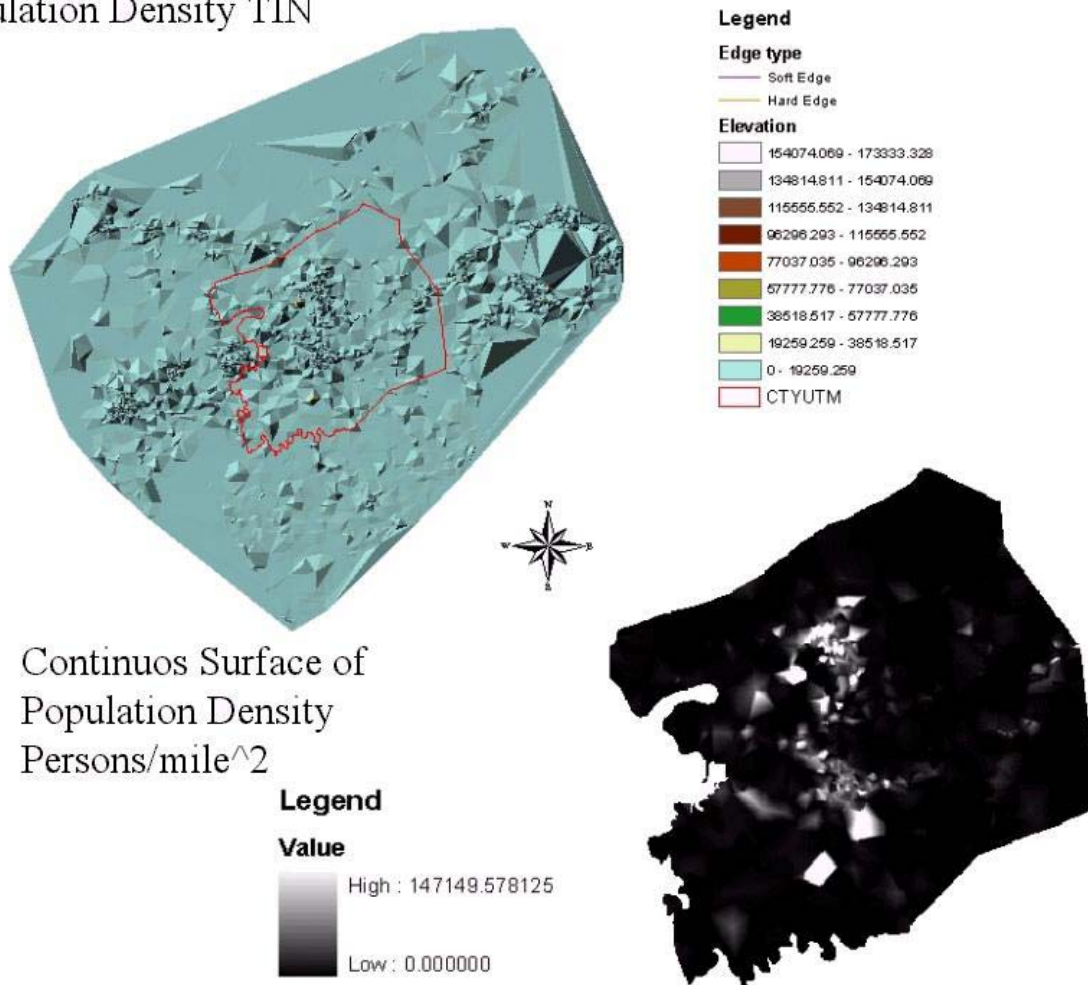 ulation Density TIN
Legend
Edge type
Soft Edge
Hard Edge
Elevation
154074.069 - 173333.328
134814.811 - 154074.069
115555.552 - 134814.811
96296.293 - 115555.552
77037.035 - 96296.293
57777.776 - 77037.035
38518.517 - 57777.776
19259.259 - 38518.517
0 - 19259.259
CTYUTM
N
W E
S
Continuos Surface of
Population Density
Persons/mile^2
Legend
Value
High : 147149.578125
Low : 0.000000